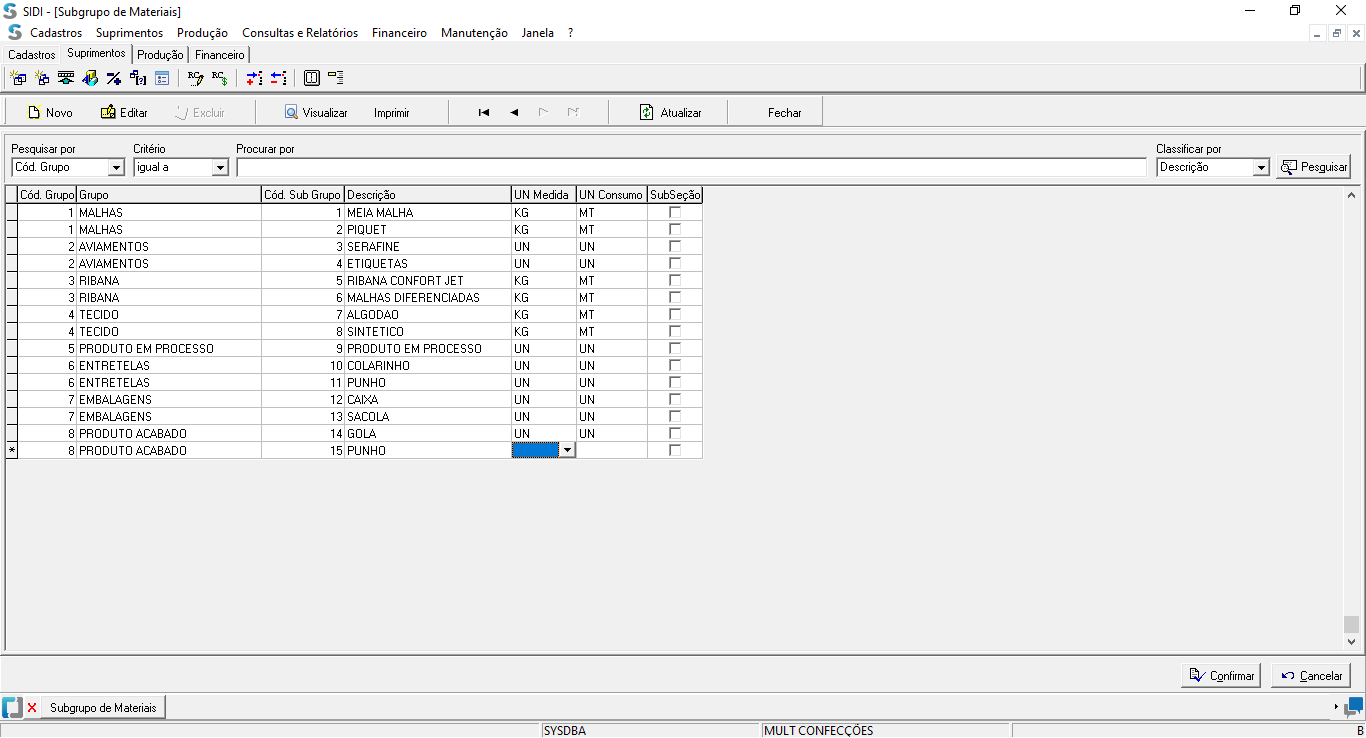 SIDI - [Subgrupo de Materiais]
Cadastros Suprimentos Produção Consultas e Relatórios Financeiro Manutenção Janela ?
Cadastros Suprimentos Produção Financeiro
Novo Editar Excluir Visualizar Imprimir Atualizar Fechar
Pesquisar por Critério Procurar por Classificar por
Cód. Grupo igual a Descrição Pesquisar
Cód. Grupo Grupo Cód. Sub Grupo Descrição UN Medida UN Consumo SubSeção
1 MALHAS 1 MEIA MALHA KG MT
1 MALHAS 2 PIQUET KG MT
2 AVIAMENTOS 3 SERAFINE UN UN
2 AVIAMENTOS 4 ETIQUETAS UN UN
3 RIBANA 5 RIBANA CONFORT JET KG MT
3 RIBANA 6 MALHAS DIFERENCIADAS KG MT
4 TECIDO 7 ALGODAO KG MT
4 TECIDO 8 SINTETICO KG MT
5 PRODUTO EM PROCESSO 9 PRODUTO EM PROCESSO UN UN
6 ENTRETELAS 10 COLARINHO UN UN
6 ENTRETELAS 11 PUNHO UN UN
7 EMBALAGENS 12 CAIXA UN UN
7 EMBALAGENS 13 SACOLA UN UN
8 PRODUTO ACABADO 14 GOLA UN UN
* 8 PRODUTO ACABADO 15 PUNHO
Confirmar Cancelar
Subgrupo de Materiais
SYSDBA MULT CONFECÇÕES B